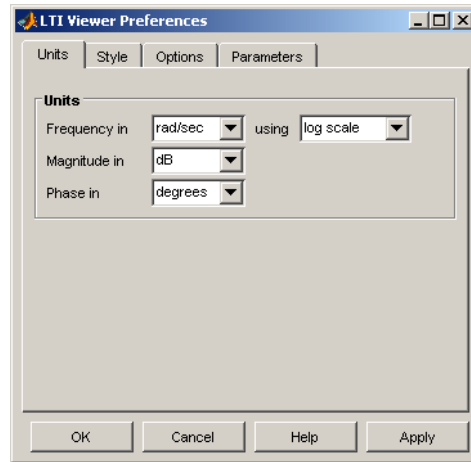 LTI Viewer Preferences
Units Style Options Parameters
Units
Frequency in rad/sec using log scale
Magnitude in dB
Phase in degrees
OK Cancel Help Apply